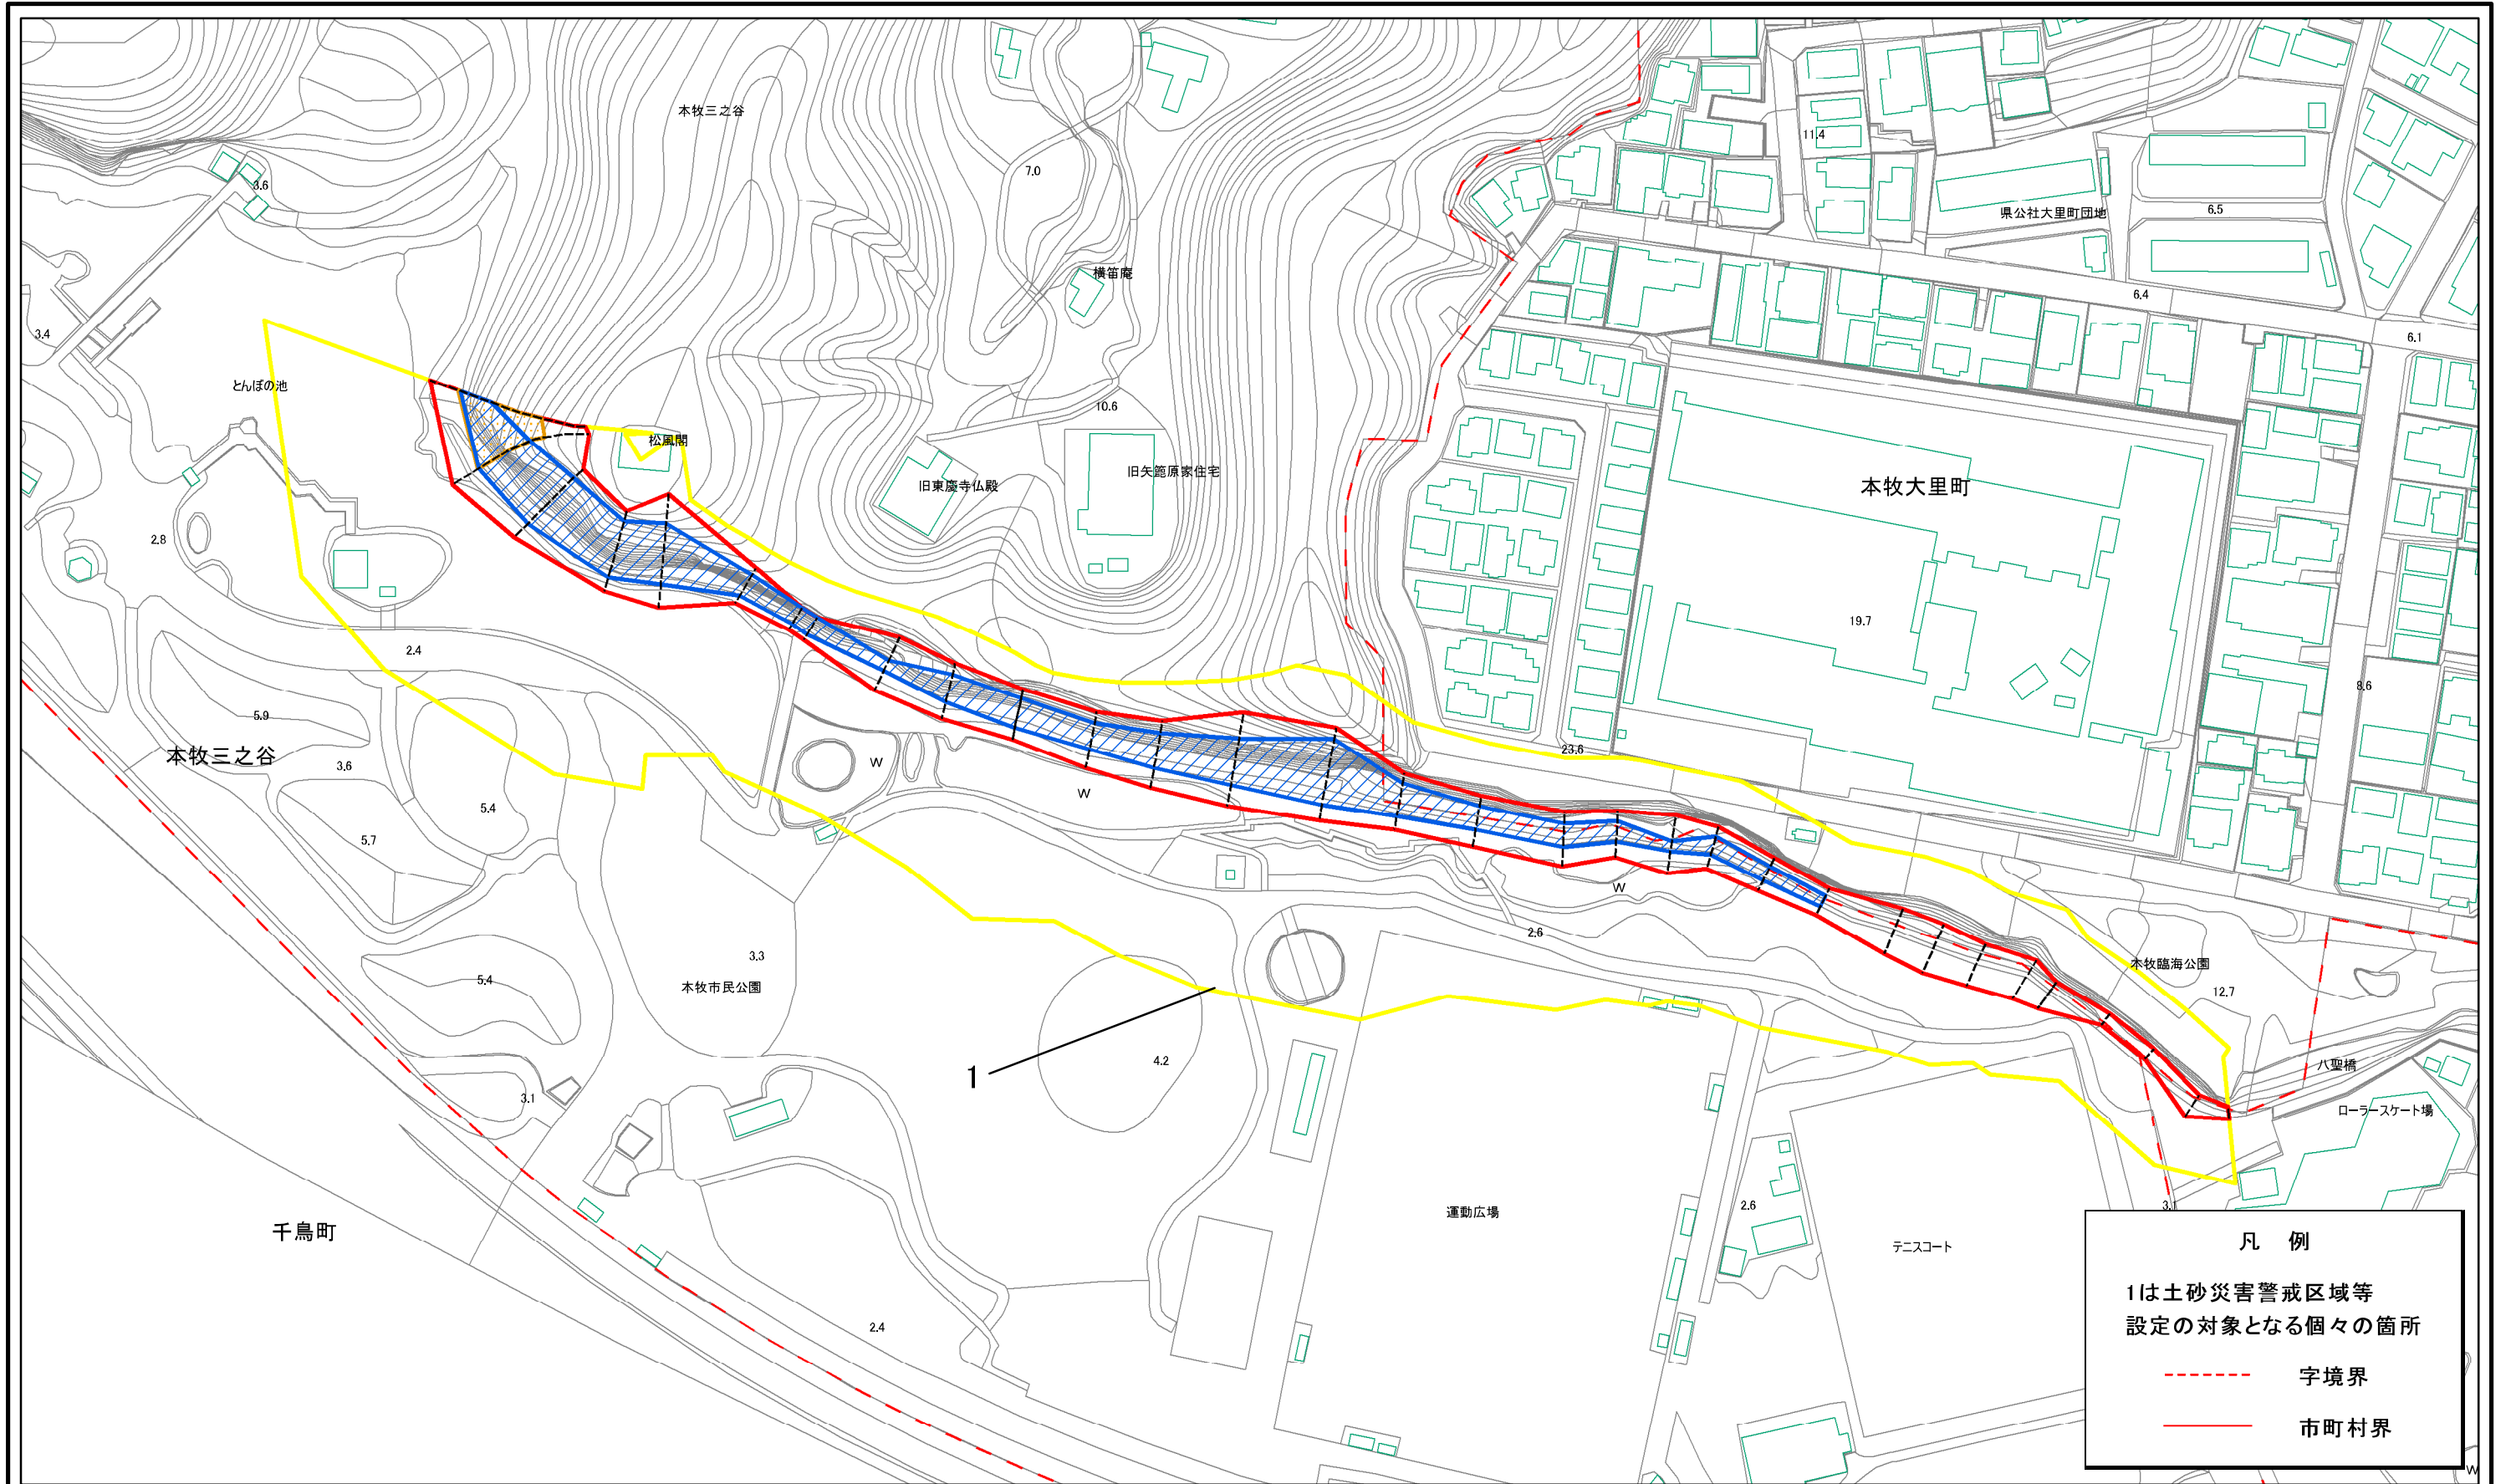 本牧三之谷
11.4
7.0
3.6
県公社大里町団地
6.5
横笛庵
6.4
3.4
6.1
とんぼの池
10.6
松風閣
旧矢箆原家住宅
旧東慶寺仏殿
本牧大里町
2.8
19.7
2.4
8.6
5.9
23.6
本牧三之谷
W
3.6
W
5.4
5.7
W
2.6
3.3
本牧臨海公園
5.4
本牧市民公園
12.7
1
4.2
八聖橋
3.1
ローラースケート場
2.6
3.1
運動広場
千鳥町
テニスコート
2.4
凡 例
1は土砂災害警戒区域等
設定の対象となる個々の箇所
字境界
市町村界
W